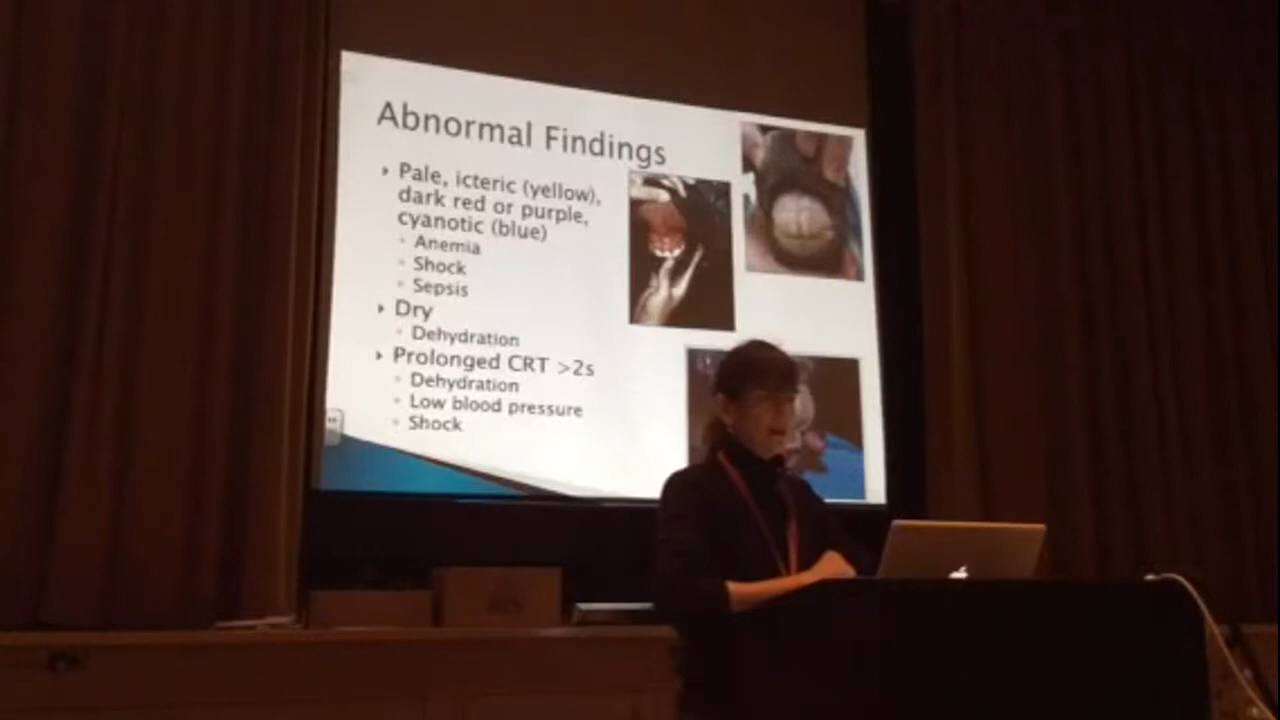 Abnormal Findings
Pale, icteric (yellow),
dark red or purple,
cyanotic (blue)
Anemia
Shock
Sepsis
Dry
Dehydration
Prolonged CRT >2s
Dehydration
Low blood pressure
Shock